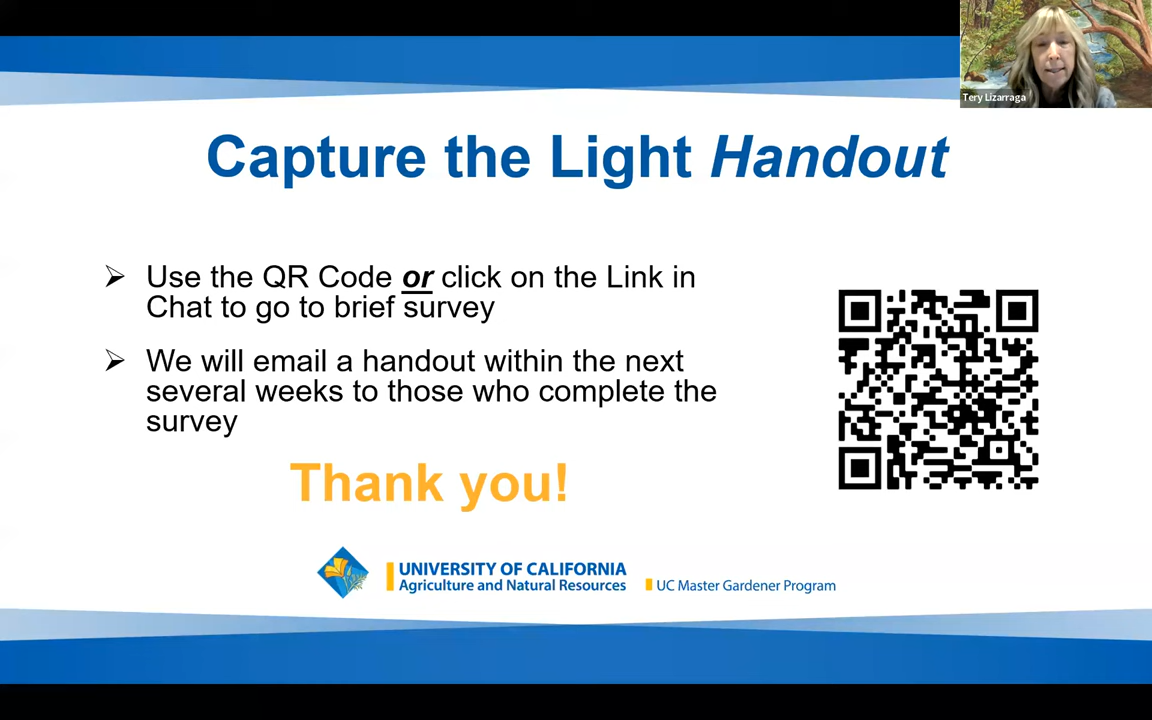 Tery Lizarraga
Capture the Light Handout
Use the QR Code or click on the Link in
Chat to go to brief survey
We will email a handout within the next
several weeks to those who complete the
survey
Thank you!
UNIVERSITY OF CALIFORNIA
Agriculture and Natural Resources
UC Master Gardener Program